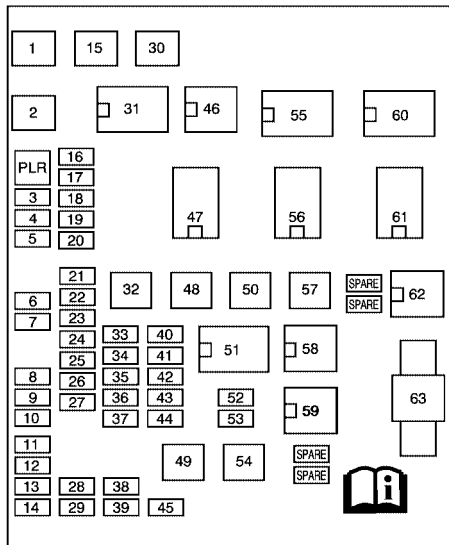 1 15 30
2 31 46 55 60
PLR 16
17
3 18 47 56 61
4 19
5 20
21 32 48 50 57 SPARE 62
6 22 SPARE
7 23
24 33 40 51 58
25 34 41
8 26 35 42
9 27 36 43 52 59 63
10 37 44 53
11 49 54 SPARE
12 SPARE
13 28 38
14 29 39 45
i